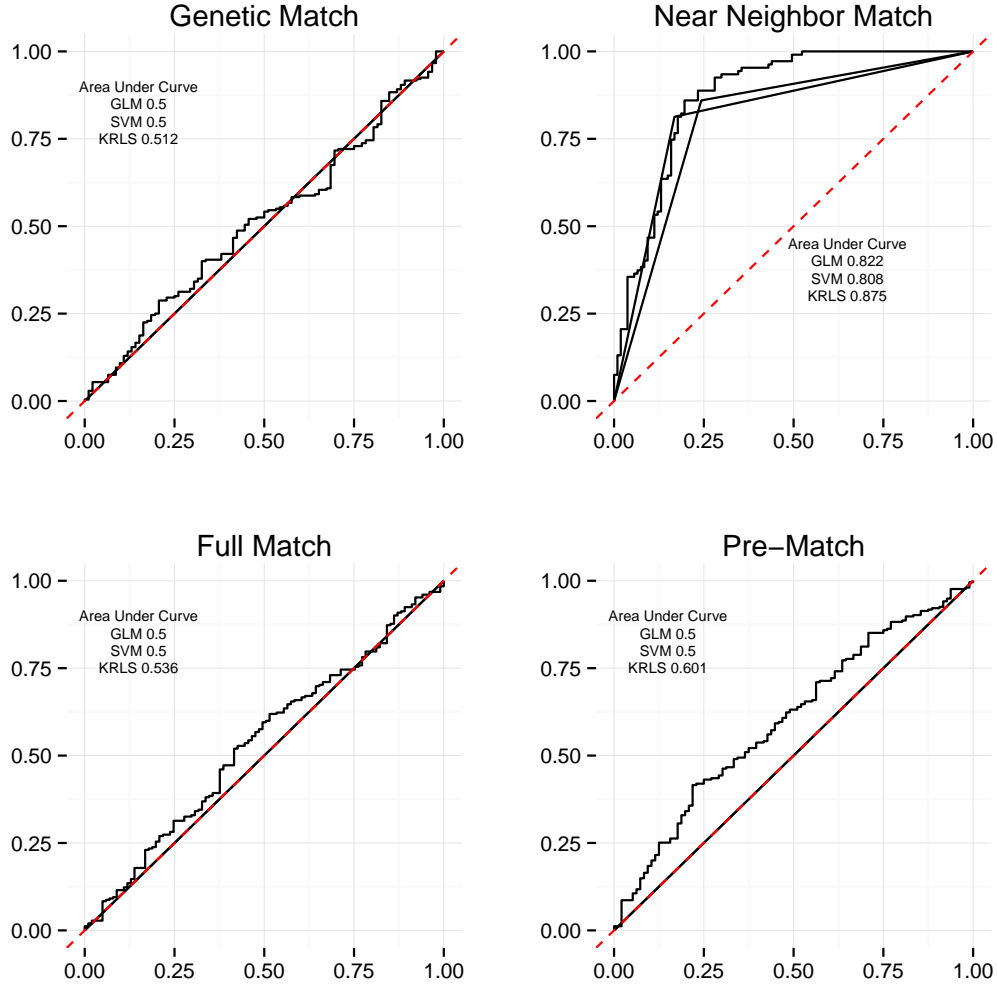 Genetic Match
1.00
0.75
0.50
0.25
0.00
Area Under Curve
GLM 0.5
SVM 0.5
KRLS 0.512
0.00 0.25 0.50 0.75 1.00
Near Neighbor Match
1.00
0.75
0.50
0.25
0.00
Area Under Curve
GLM 0.822
SVM 0.808
KRLS 0.875
0.00 0.25 0.50 0.75 1.00
Full Match
1.00
0.75
0.50
0.25
0.00
Area Under Curve
GLM 0.5
SVM 0.5
KRLS 0.536
0.00 0.25 0.50 0.75 1.00
Pre−Match
1.00
0.75
0.50
0.25
0.00
Area Under Curve
GLM 0.5
SVM 0.5
KRLS 0.601
0.00 0.25 0.50 0.75 1.00